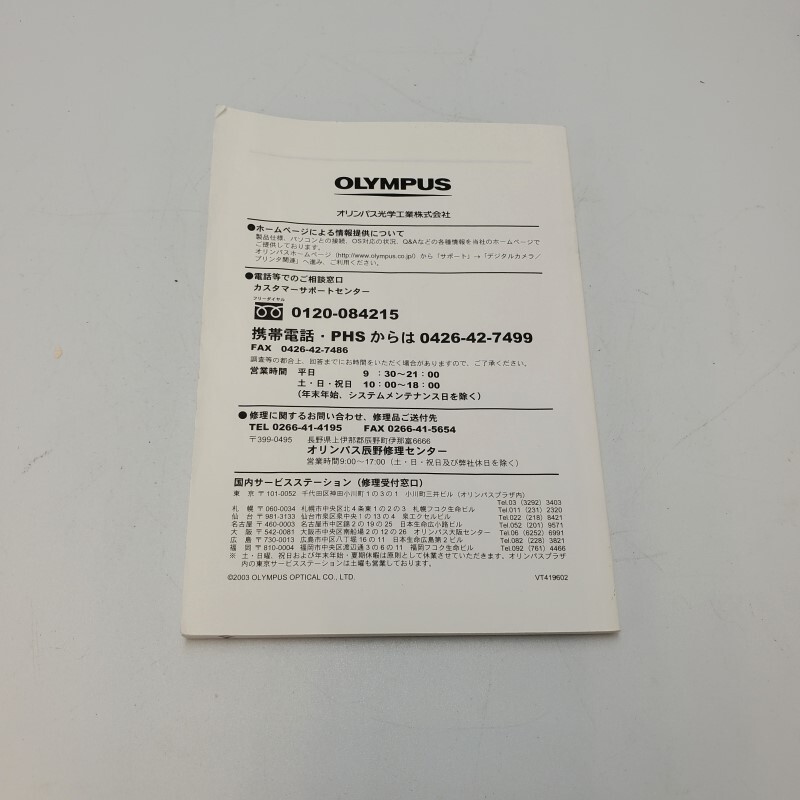 OLYMPUS
オリンパス光学工業株式会社
●ホームページによる情報提供について
製品仕様、パソコンとの接続、OS対応の状況、Q&Aなどの各種情報を当社のホームページで
ご提供しております。
オリンパスホームページ（http://www.olympus.co.jp/）から「サポート」→「デジタルカメラ／
プリンタ関連」へ進み、ご利用ください。
●電話等でのご相談窓口
カスタマーサポートセンター
フリーダイヤル
0120-084215
携帯電話・PHSからは 0426-42-7499
FAX 0426-42-7486
調査等の都合上、回答までにお時間をいただく場合がありますので、ご了承ください。
営業時間 平日 9：30〜21：00
土・日・祝日 10：00〜18：00
（年末年始、システムメンテナンス日を除く）
●修理に関するお問い合わせ、修理品ご送付先
TEL 0266-41-4195 FAX 0266-41-5654
〒399-0495 長野県上伊那郡辰野町伊那富6666
オリンパス辰野修理センター
営業時間9:00〜17:00（土・日・祝日及び弊社休日を除く）
国内サービスステーション（修理受付窓口）
東 京 〒101-0052 千代田区神田小川町1の3の1 小川町三井ビル（オリンパスプラザ内）
Tel.03 (3292) 3403
札 幌 〒060-0034 札幌市中央区北4条東1の2の3 札幌フコク生命ビル Tel.011 (231) 2320
仙 台 〒981-3133 仙台市泉区泉中央1の13の4 泉エクセルビル Tel.022 (218) 8421
名古屋 〒460-0003 名古屋市中区錦2の19の25 日本生命広小路ビル Tel.052 (201) 9571
大 阪 〒542-0081 大阪市中央区南船場2の12の26 オリンパス大阪センター Tel.06 (6252) 6991
広 島 〒730-0013 広島市中区八丁堀16の11 日本生命広島第2ビル Tel.082 (228) 3821
福 岡 〒810-0004 福岡市中央区渡辺通3の6の11 福岡フコク生命ビル Tel.092 (761) 4466
※ 土・日曜、祝日および年末年始・夏期休暇は原則として休業させていただきます。オリンパスプラザ
内の東京サービスステーションは土曜も営業しております。
©2003 OLYMPUS OPTICAL CO., LTD. VT419602